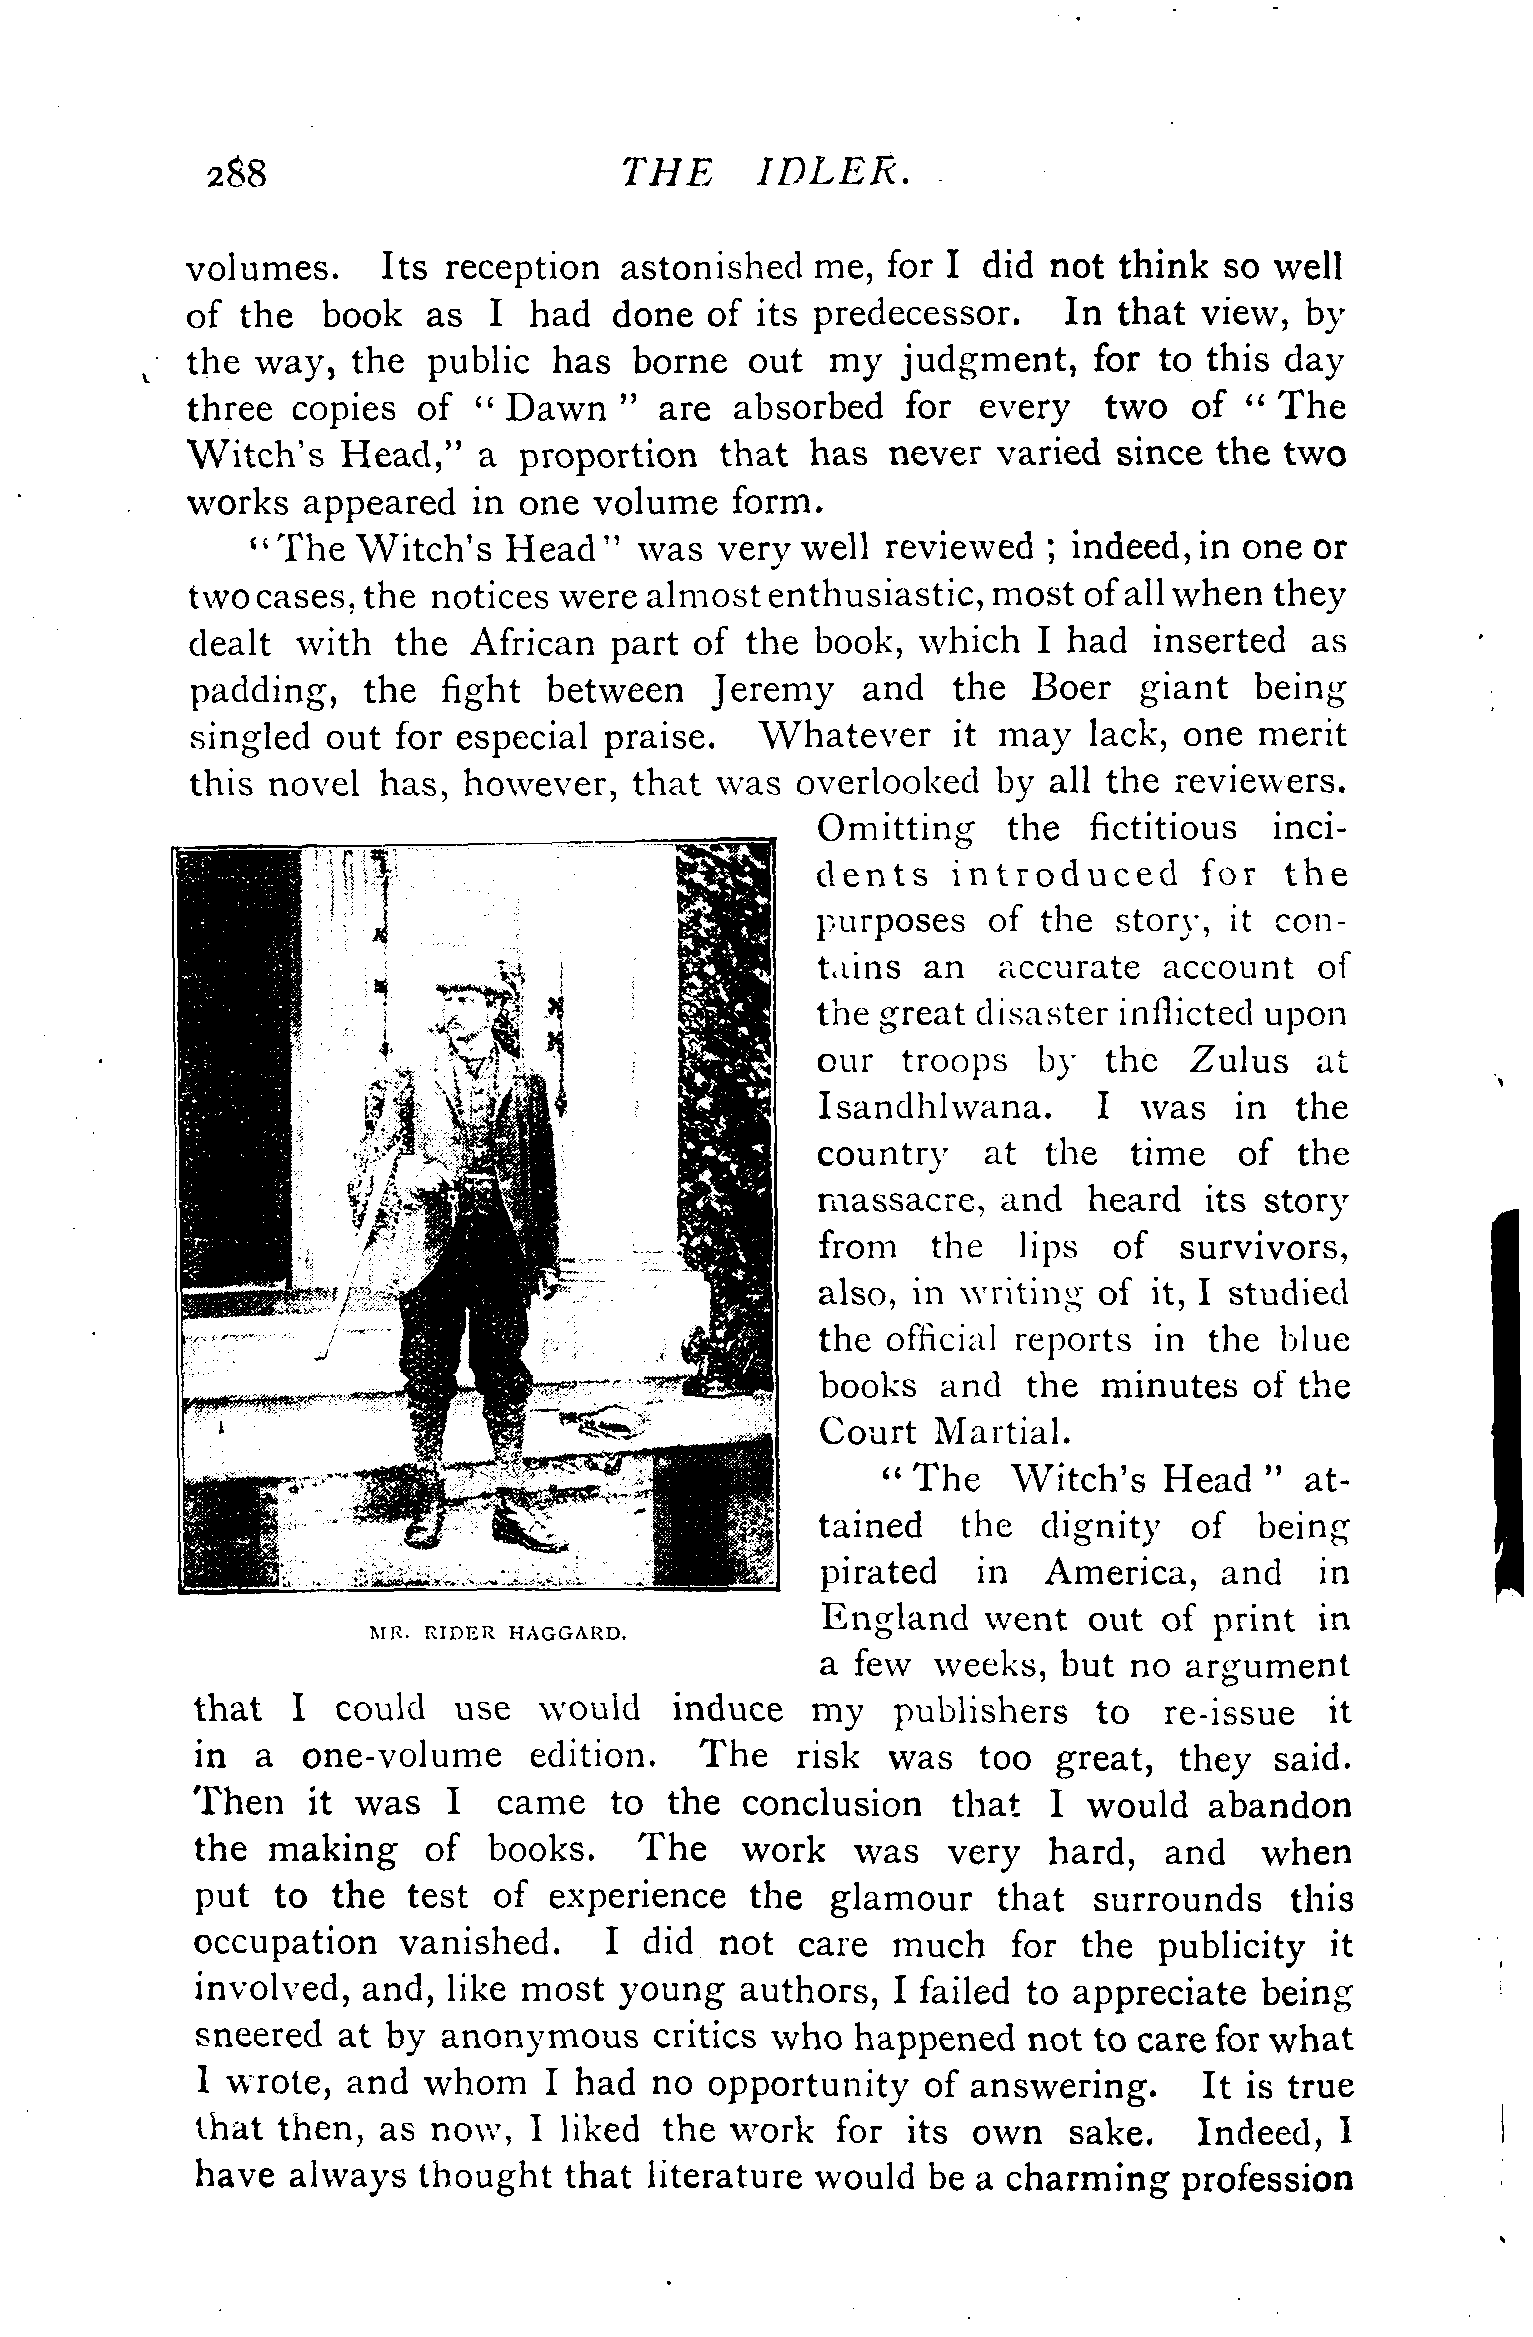 288 THE IDLER.
volumes. Its reception astonished me, for I did not think so well
of the book as I had done of its predecessor. In that view, by
the way, the public has borne out my judgment, for to this day
three copies of “ Dawn ” are absorbed for every two of “ The
Witch's Head,” a proportion that has never varied since the two
works appeared in one volume form.
“The Witch's Head” was very well reviewed ; indeed, in one or
two cases, the notices were almost enthusiastic, most of all when they
dealt with the African part of the book, which I had inserted as
padding, the fight between Jeremy and the Boer giant being
singled out for especial praise. Whatever it may lack, one merit
this novel has, however, that was overlooked by all the reviewers.
Omitting the fictitious inci-
dents introduced for the
purposes of the story, it con-
tains an accurate account of
the great disaster inflicted upon
our troops by the Zulus at
Isandhlwana. I was in the
country at the time of the
massacre, and heard its story
from the lips of survivors,
also, in writing of it, I studied
the official reports in the blue
books and the minutes of the
Court Martial.
“ The Witch's Head ” at-
tained the dignity of being
pirated in America, and in
England went out of print in
a few weeks, but no argument
MR. RIDER HAGGARD.
that I could use would induce my publishers to re-issue it
in a one-volume edition. The risk was too great, they said.
Then it was I came to the conclusion that I would abandon
the making of books. The work was very hard, and when
put to the test of experience the glamour that surrounds this
occupation vanished. I did not care much for the publicity it
involved, and, like most young authors, I failed to appreciate being
sneered at by anonymous critics who happened not to care for what
I wrote, and whom I had no opportunity of answering. It is true
that then, as now, I liked the work for its own sake. Indeed, I
have always thought that literature would be a charming profession